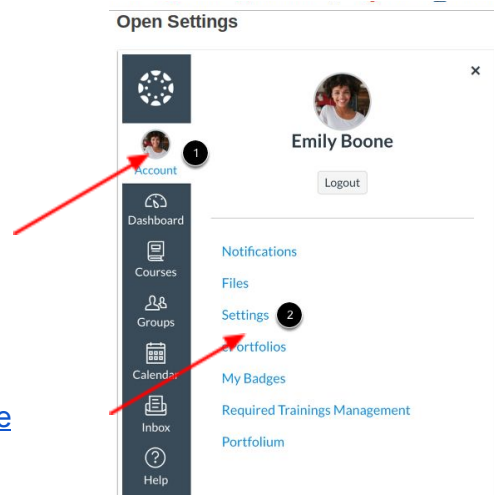 Open Settings
Account
1
Dashboard
Courses
Groups
Calendar
Inbox
Help
×
Emily Boone
Logout
Notifications
Files
Settings
2
ePortfolios
My Badges
Required Trainings Management
Portfolium
e